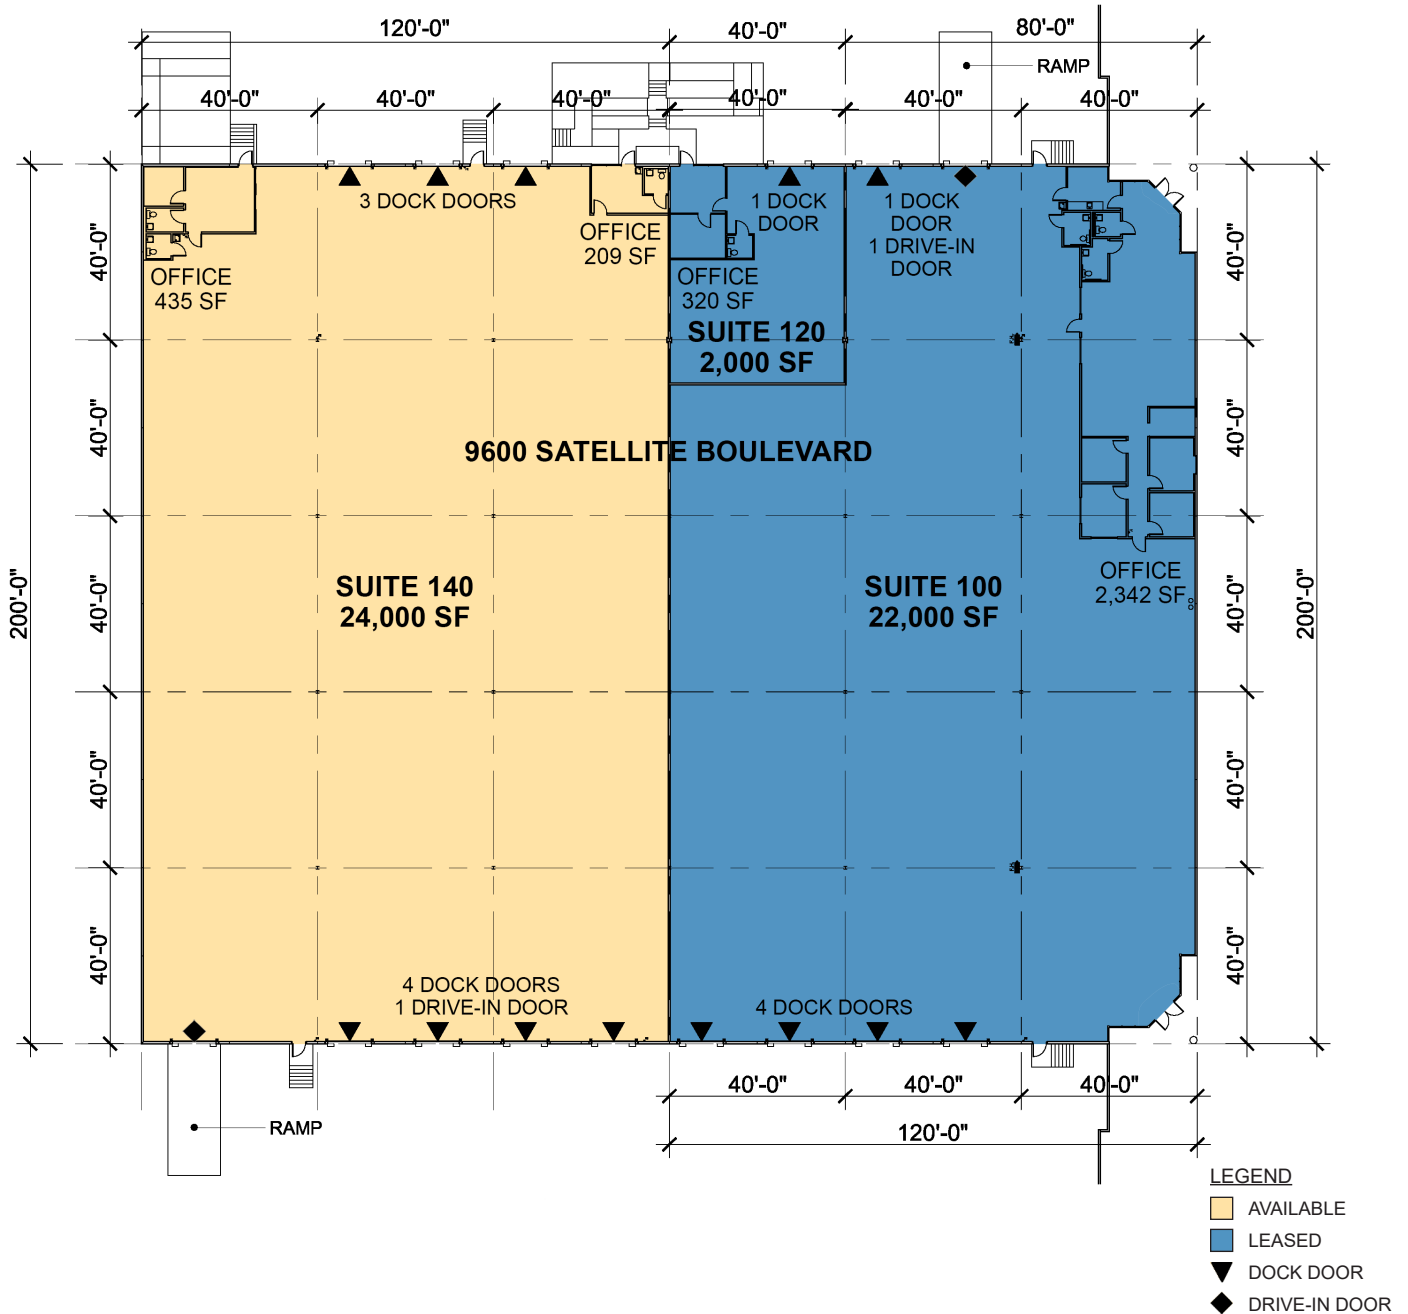 120'-0"
40'-0"
80'-0"
RAMP
40'-0"
40'-0"
40'-0"
40'-0"
40'-0"
40'-0"
3 DOCK DOORS
1 DOCK
DOOR
1 DOCK
DOOR
1 DRIVE-IN
DOOR
OFFICE
209 SF
OFFICE
435 SF
OFFICE
320 SF
40'-0"
40'-0"
SUITE 120
2,000 SF
40'-0"
40'-0"
9600 SATELLITE BOULEVARD
200'-0"
40'-0"
SUITE 140
24,000 SF
SUITE 100
22,000 SF
OFFICE
2,342 SF
40'-0"
200'-0"
40'-0"
40'-0"
40'-0"
40'-0"
4 DOCK DOORS
1 DRIVE-IN DOOR
4 DOCK DOORS
40'-0"
40'-0"
40'-0"
RAMP
120'-0"
LEGEND
AVAILABLE
LEASED
DOCK DOOR
DRIVE-IN DOOR